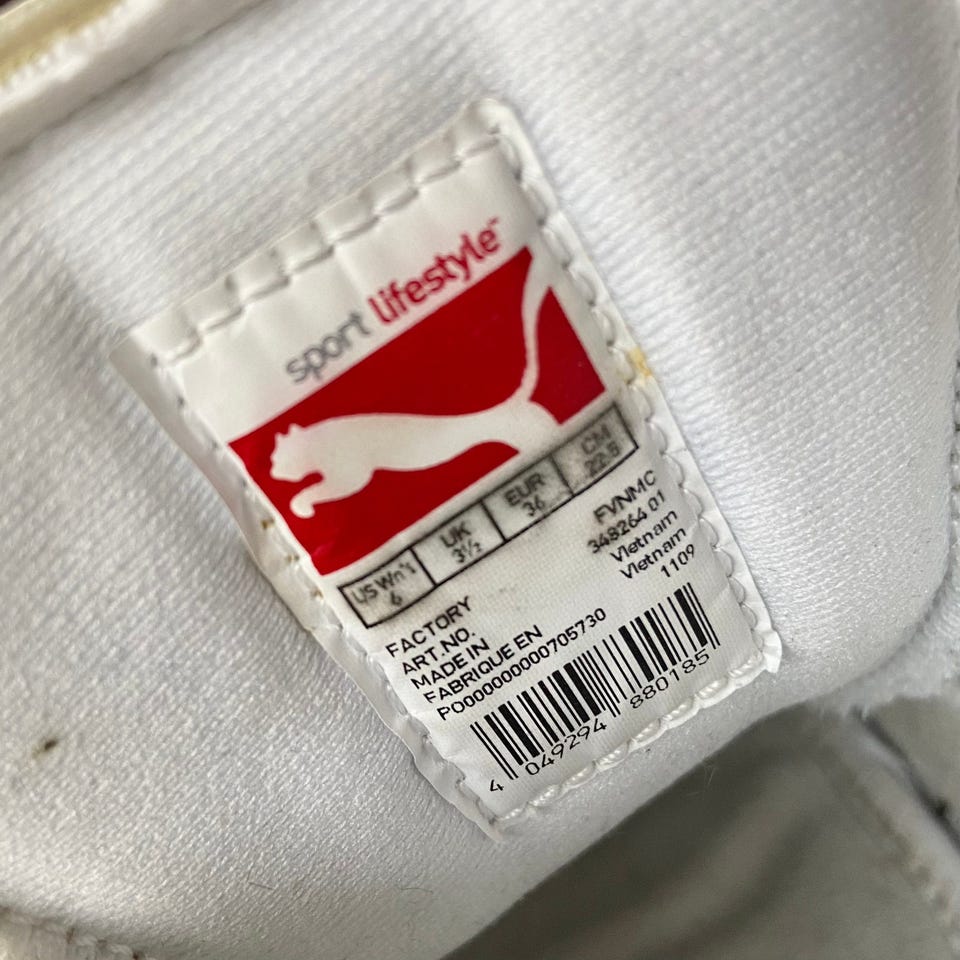 sport lifestyle™
US Wn's UK EUR CM
6 3½ 36 22.5
FACTORY FVNMC
ART.NO. 348264 01
MADE IN Vietnam
FABRIQUE EN Vietnam
P0000000000705730 1109
4 049294 880185